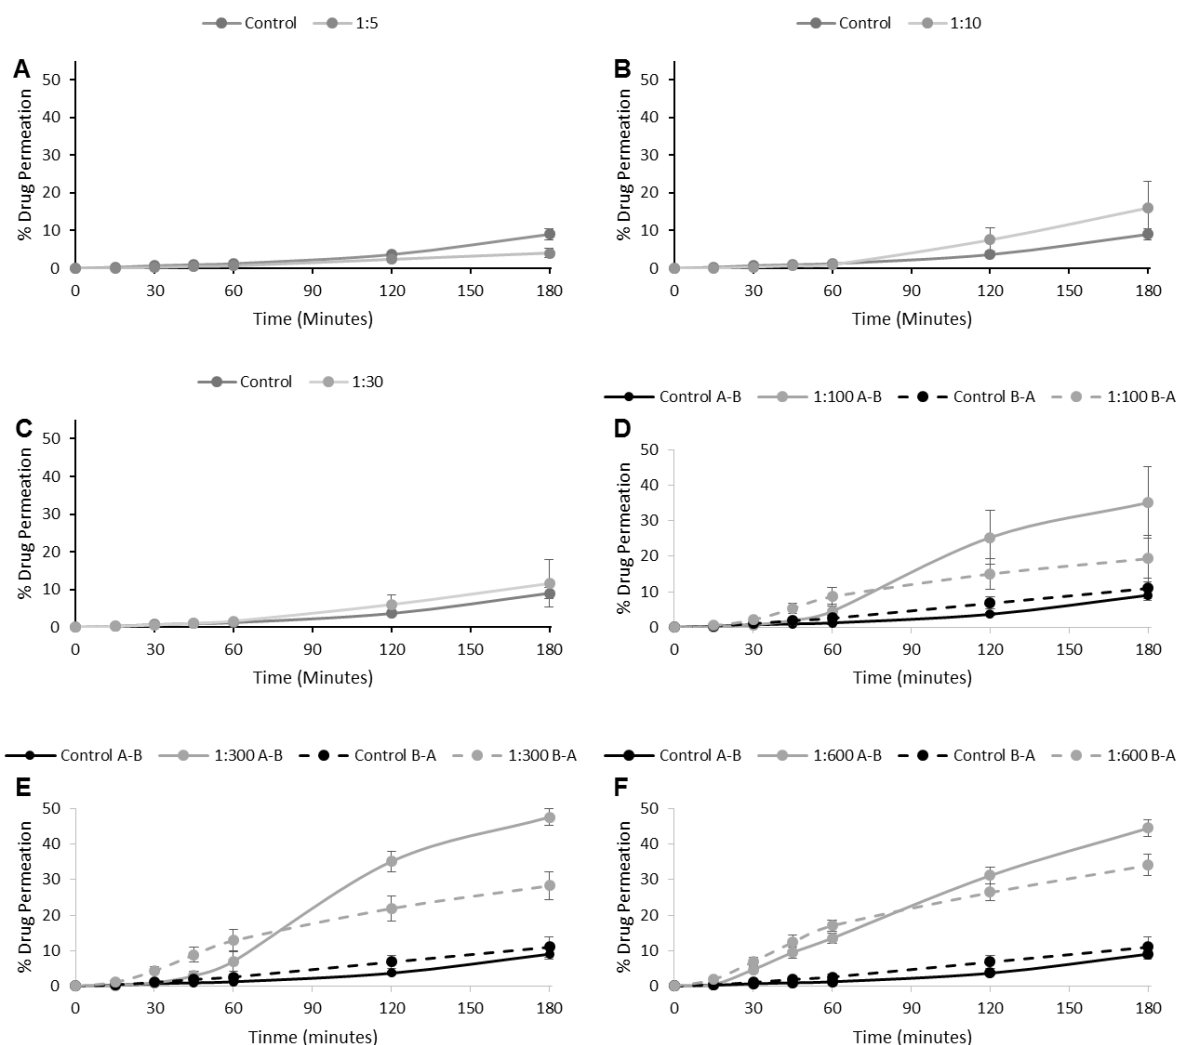 Control 1:5
A
% Drug Permeation
50
40
30
20
10
0
0 30 60 90 120 150 180
Time (Minutes)
Control 1:10
B
% Drug Permeation
50
40
30
20
10
0
0 30 60 90 120 150 180
Time (Minutes)
Control 1:30
C
% Drug Permeation
50
40
30
20
10
0
0 30 60 90 120 150 180
Time (Minutes)
Control A-B 1:100 A-B Control B-A 1:100 B-A
D
% Drug Permeation
50
40
30
20
10
0
0 30 60 90 120 150 180
Time (minutes)
Control A-B 1:300 A-B Control B-A 1:300 B-A
E
% Drug Permeation
50
40
30
20
10
0
0 30 60 90 120 150 180
Tinme (minutes)
Control A-B 1:600 A-B Control B-A 1:600 B-A
F
% Drug Permeation
50
40
30
20
10
0
0 30 60 90 120 150 180
Time (minutes)